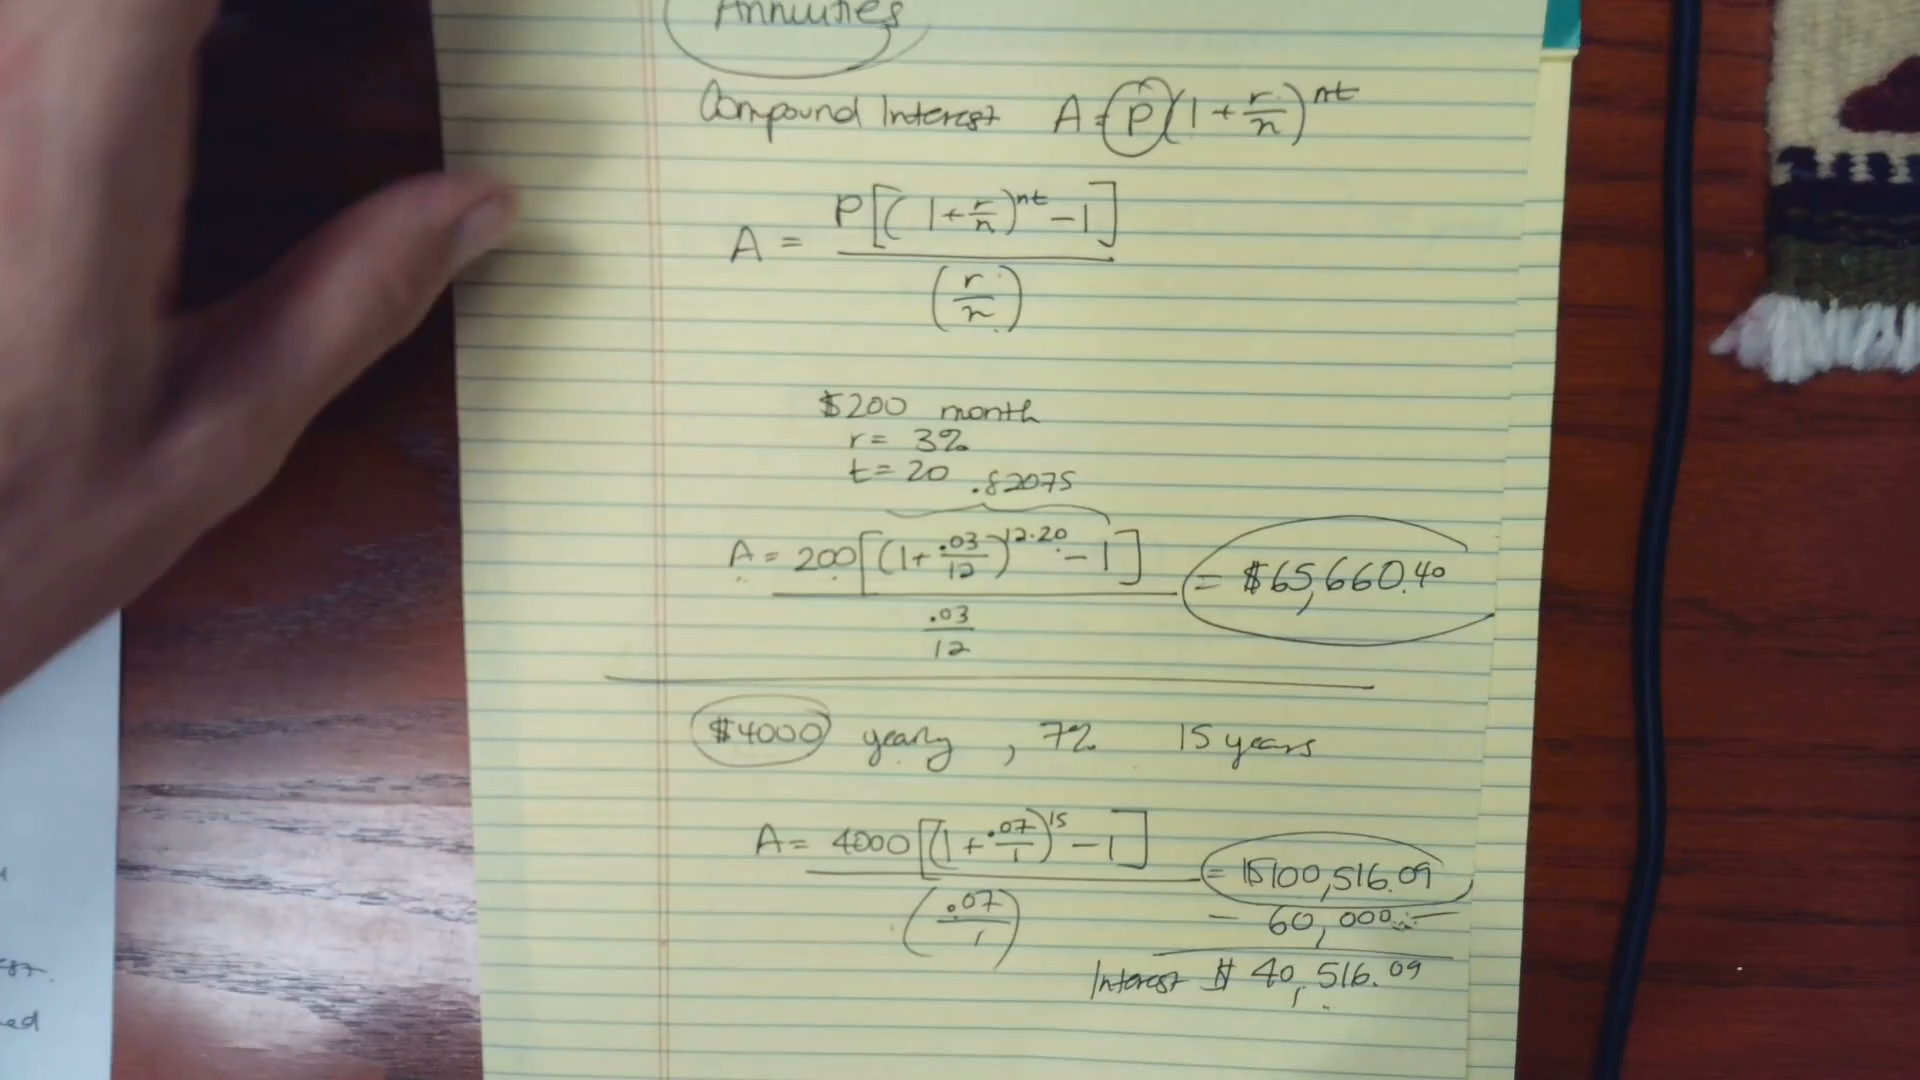 Annuities
Compound Interest A = P(1 + r/n)^nt
A = P[(1 + r/n)^nt - 1] / (r/n)
$200 month
r = 3%
t = 20 .82075
A = 200[(1 + .03/12)^12·20 - 1] / .03/12 = $65,660.40
$4000 yearly, 7% 15 years
A = 4000[(1 + .07/1)^15 - 1] / (.07/1) = $100,516.09
- 60,000
Interest $ 40,516.09